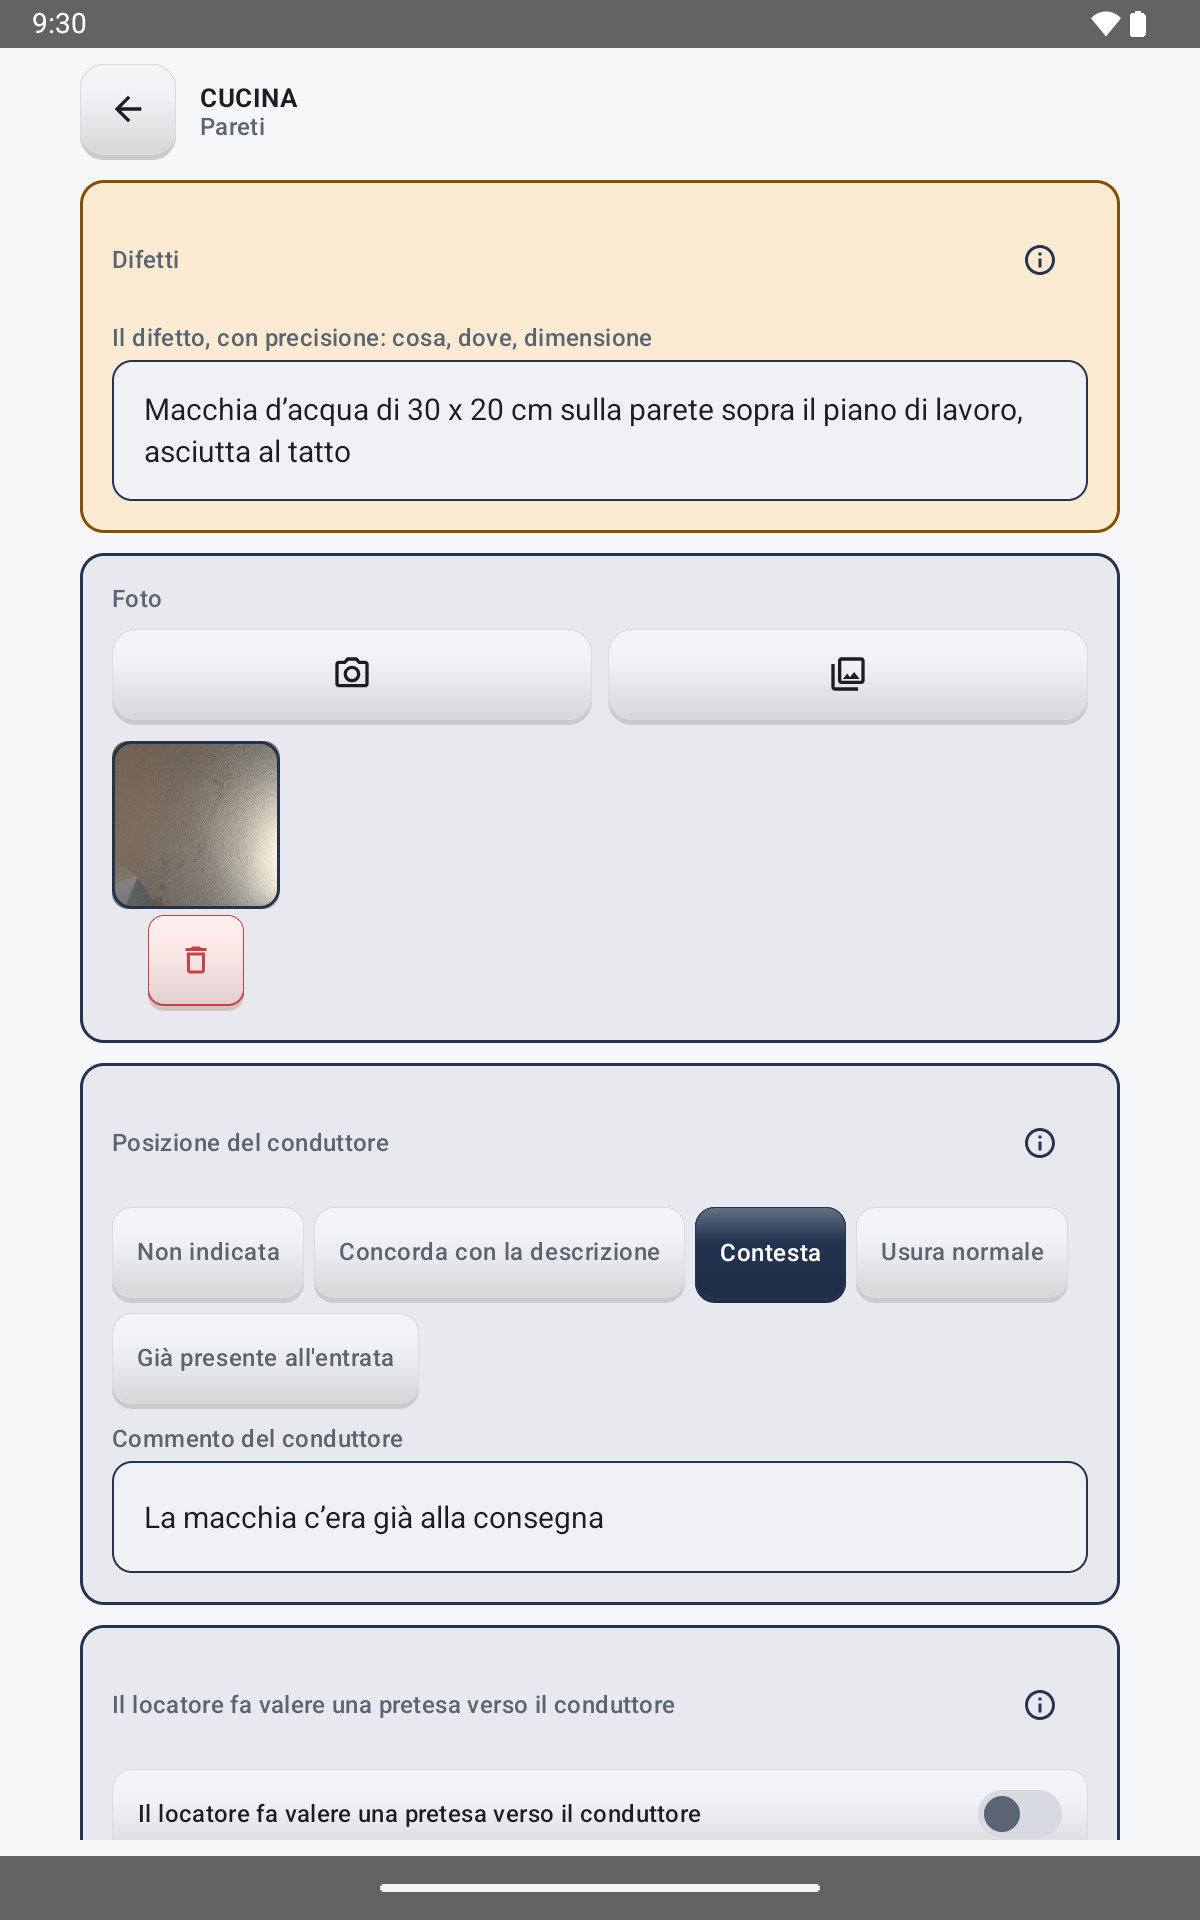 9:30
CUCINA
Pareti
Difetti
Il difetto, con precisione: cosa, dove, dimensione
Macchia d’acqua di 30 x 20 cm sulla parete sopra il piano di lavoro,
asciutta al tatto
Foto
Posizione del conduttore
Non indicata
Concorda con la descrizione
Contesta
Usura normale
Già presente all'entrata
Commento del conduttore
La macchia c’era già alla consegna
Il locatore fa valere una pretesa verso il conduttore
Il locatore fa valere una pretesa verso il conduttore